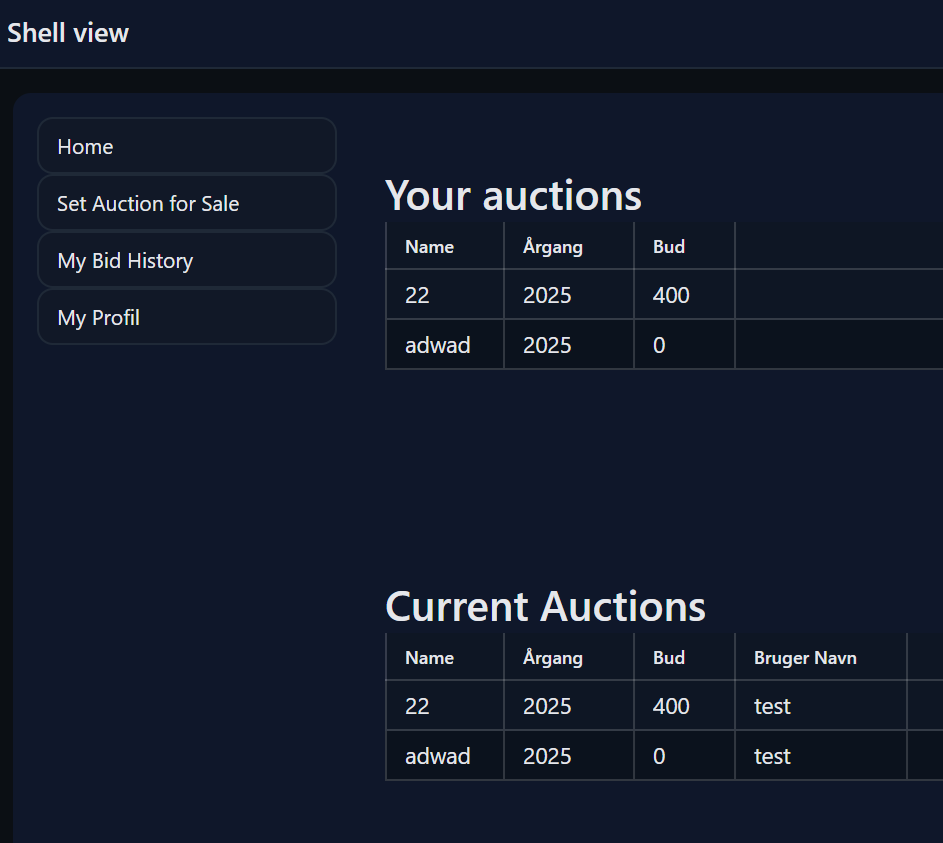 Shell view
Home
Set Auction for Sale
My Bid History
My Profil
Your auctions
Name Årgang Bud
22 2025 400
adwad 2025 0
Current Auctions
Name Årgang Bud Bruger Navn
22 2025 400 test
adwad 2025 0 test